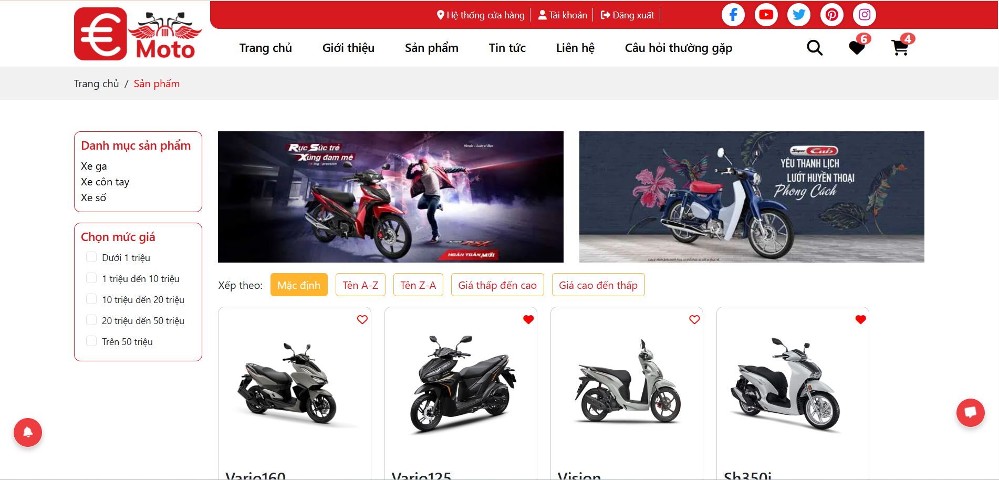 € Moto
Hệ thống cửa hàng
Tài khoản
Đăng xuất
Trang chủ
Giới thiệu
Sản phẩm
Tin tức
Liên hệ
Câu hỏi thường gặp
6
4
Trang chủ / Sản phẩm
Danh mục sản phẩm
Xe ga
Xe côn tay
Xe số
Chọn mức giá
Dưới 1 triệu
1 triệu đến 10 triệu
10 triệu đến 20 triệu
20 triệu đến 50 triệu
Trên 50 triệu
Rực Sức trẻ
Xứng đam mê
HOÀN TOÀN MỚI
Super Cub
YÊU THANH LỊCH
LƯỚT HUYỀN THOẠI
Phong Cách
Xếp theo:
Mặc định
Tên A-Z
Tên Z-A
Giá thấp đến cao
Giá cao đến thấp
Vario160
Vario125
Vision
Sh350i